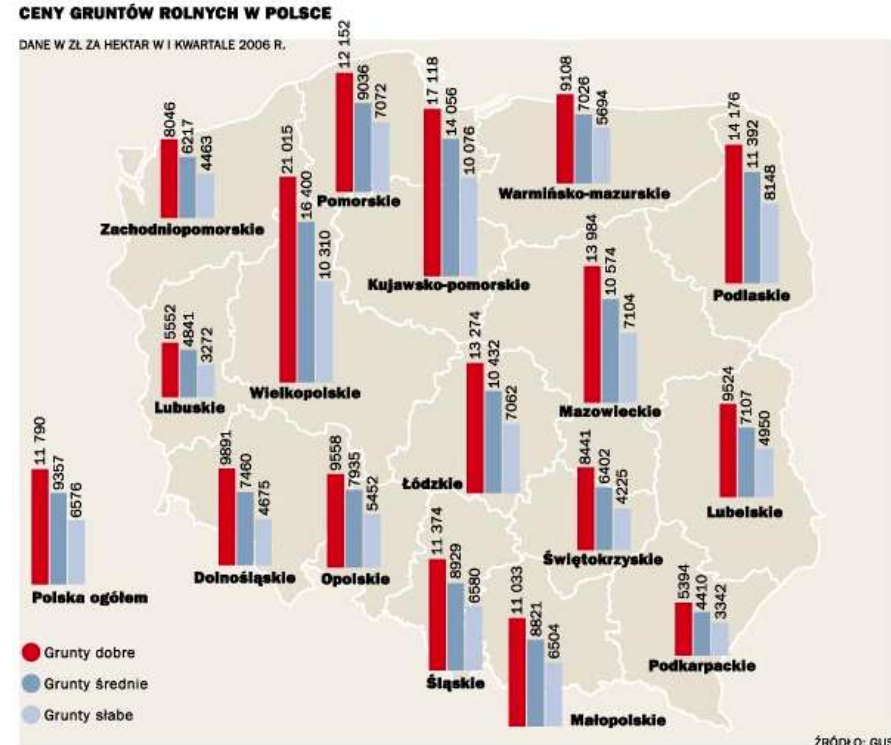 CENY GRUNTÓW ROLNYCH W POLSCE
DANE W ZŁ ZA HEKTAR W I KWARTALE 2006 R.
8046
6217
4463
Zachodniopomorskie
12 152
9036
7072
Pomorskie
17 118
14 056
10 076
Kujawsko-pomorskie
9108
7026
5694
Warmińsko-mazurskie
14 176
11 392
8148
Podlaskie
21 015
16 400
10 310
Wielkopolskie
5552
4841
3272
Lubuskie
13 274
10 432
7062
Łódzkie
13 984
10 574
7104
Mazowieckie
9524
7107
4950
Lubelskie
11 790
9357
6576
Polska ogółem
9891
7460
4675
Dolnośląskie
9558
7935
5452
Opolskie
11 374
8929
6580
Śląskie
11 033
8821
6504
Małopolskie
8441
6402
4225
Świętokrzyskie
5394
4410
3342
Podkarpackie
Grunty dobre
Grunty średnie
Grunty słabe
ŹRÓDŁO: GUS